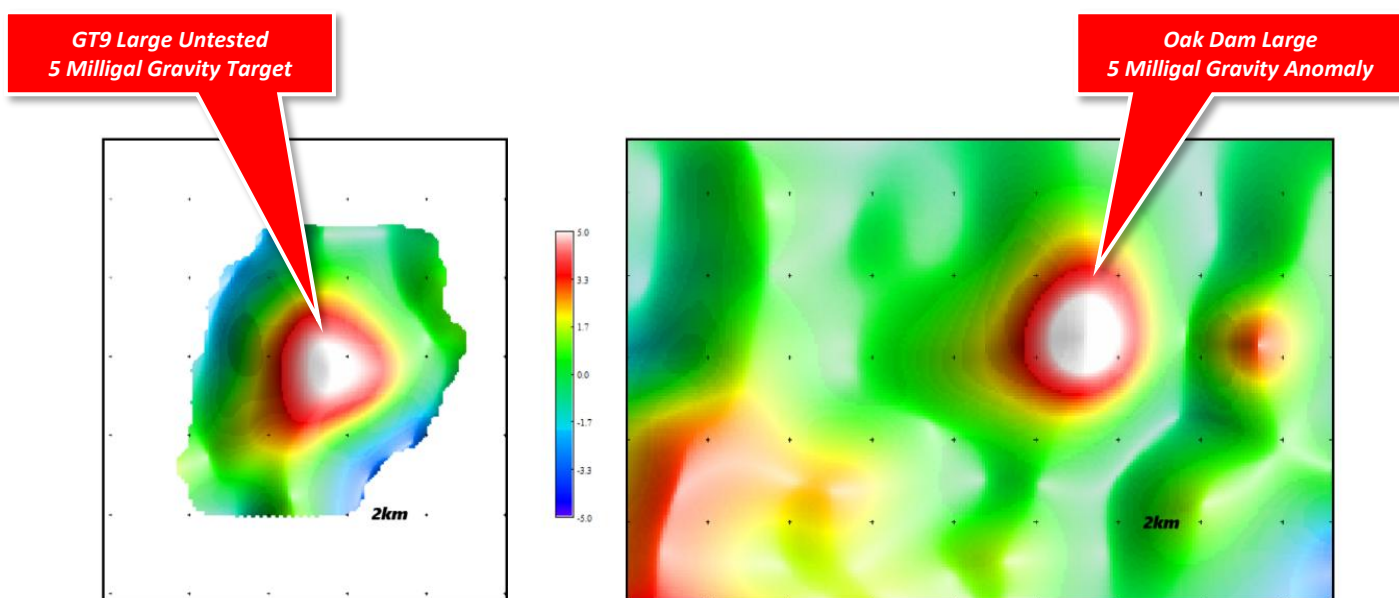 GT9 Large Untested
5 Milligal Gravity Target
Oak Dam Large
5 Milligal Gravity Anomaly
5.0
3.3
1.7
0.0
-1.7
-3.3
-5.0
2km
2km